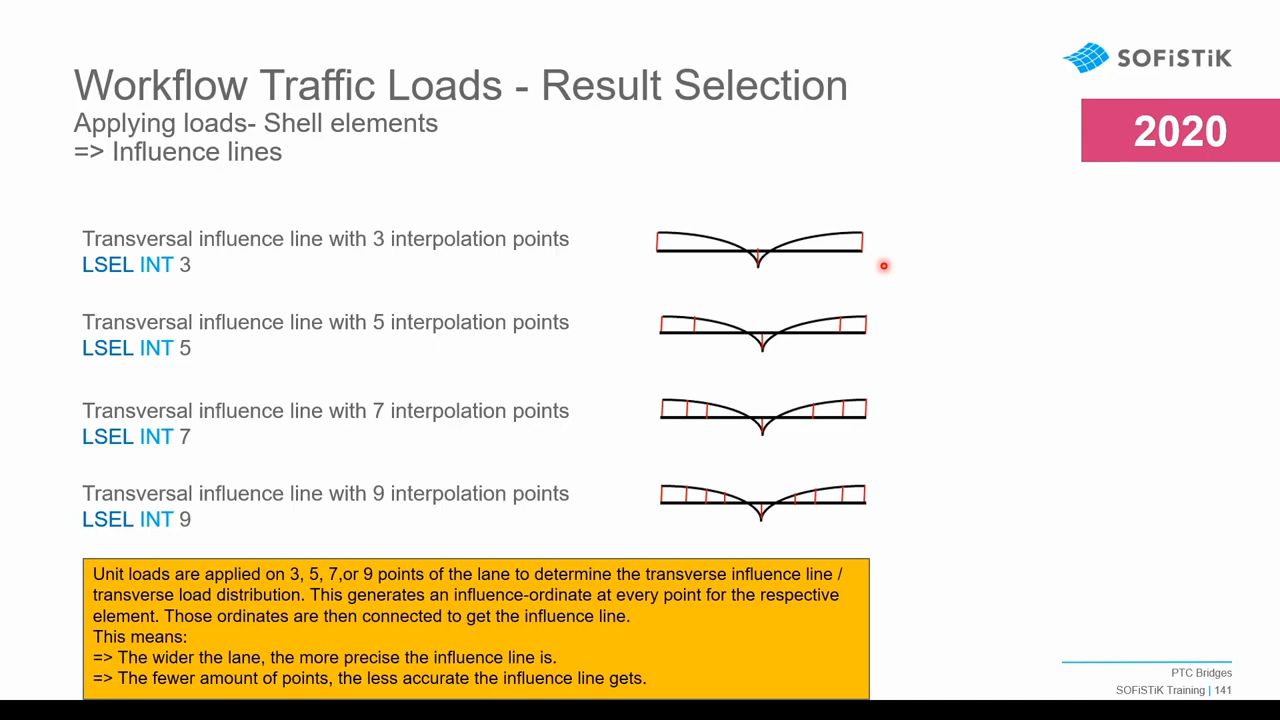 SOFiSTiK
Workflow Traffic Loads - Result Selection
Applying loads- Shell elements
=> Influence lines
2020
Transversal influence line with 3 interpolation points
LSEL INT 3
Transversal influence line with 5 interpolation points
LSEL INT 5
Transversal influence line with 7 interpolation points
LSEL INT 7
Transversal influence line with 9 interpolation points
LSEL INT 9
Unit loads are applied on 3, 5, 7,or 9 points of the lane to determine the transverse influence line /
transverse load distribution. This generates an influence-ordinate at every point for the respective
element. Those ordinates are then connected to get the influence line.
This means:
=> The wider the lane, the more precise the influence line is.
=> The fewer amount of points, the less accurate the influence line gets.
PTC Bridges
SOFiSTiK Training | 141